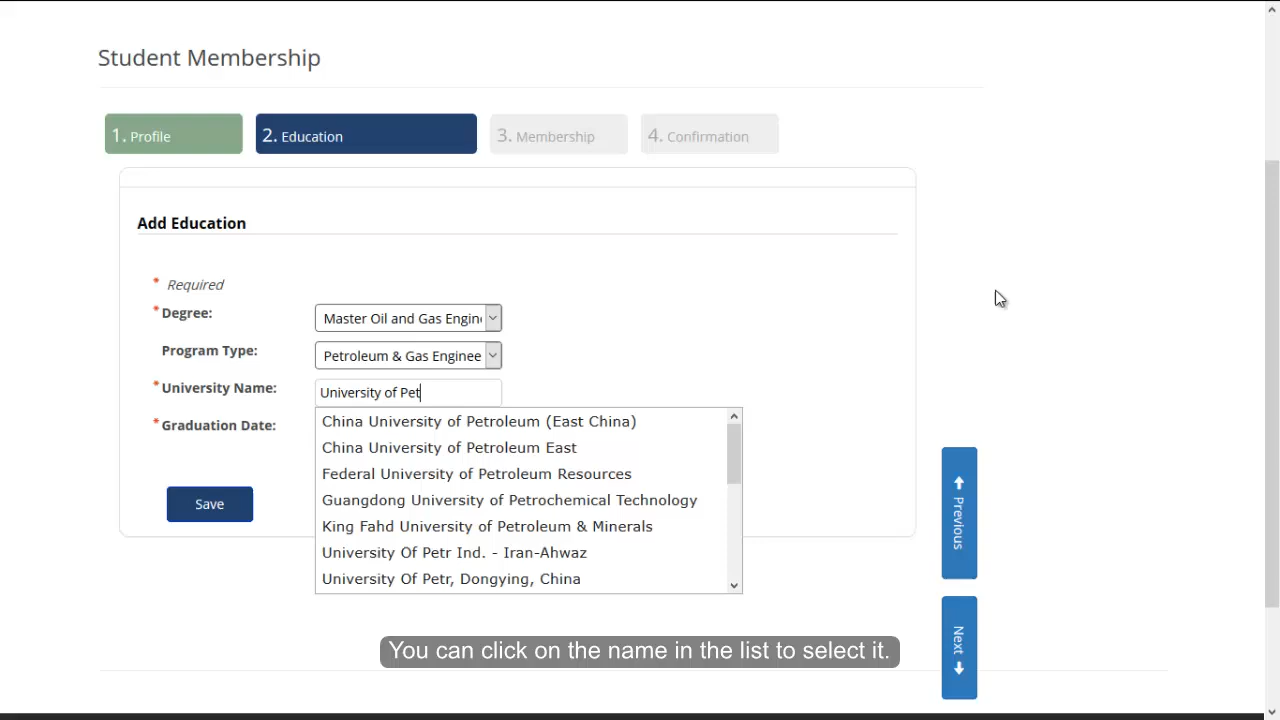 Student Membership
1. Profile
2. Education
3. Membership
4. Confirmation
Add Education
* Required
* Degree:
Master Oil and Gas Engin
Program Type:
Petroleum & Gas Enginee
* University Name:
University of Pet
* Graduation Date:
China University of Petroleum (East China)
China University of Petroleum East
Federal University of Petroleum Resources
Guangdong University of Petrochemical Technology
King Fahd University of Petroleum & Minerals
University Of Petr Ind. - Iran-Ahwaz
University Of Petr, Dongying, China
Save
Previous
Next
You can click on the name in the list to select it.